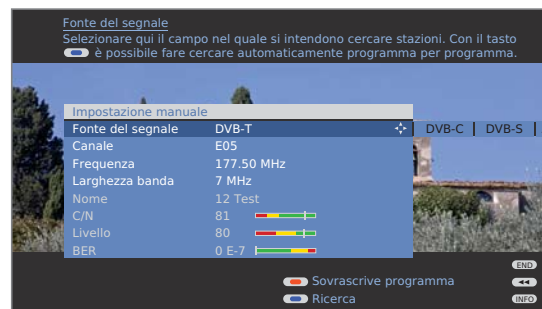 Fonte del segnale
Selezionare qui il campo nel quale si intendono cercare stazioni. Con il tasto
è possibile fare cercare automaticamente programma per programma.
Impostazione manuale
Fonte del segnale DVB-T DVB-C DVB-S
Canale E05
Frequenza 177.50 MHz
Larghezza banda 7 MHz
Nome 12 Test
C/N 81
Livello 80
BER 0 E-7
END
Sovrascrive programma
Ricerca INFO